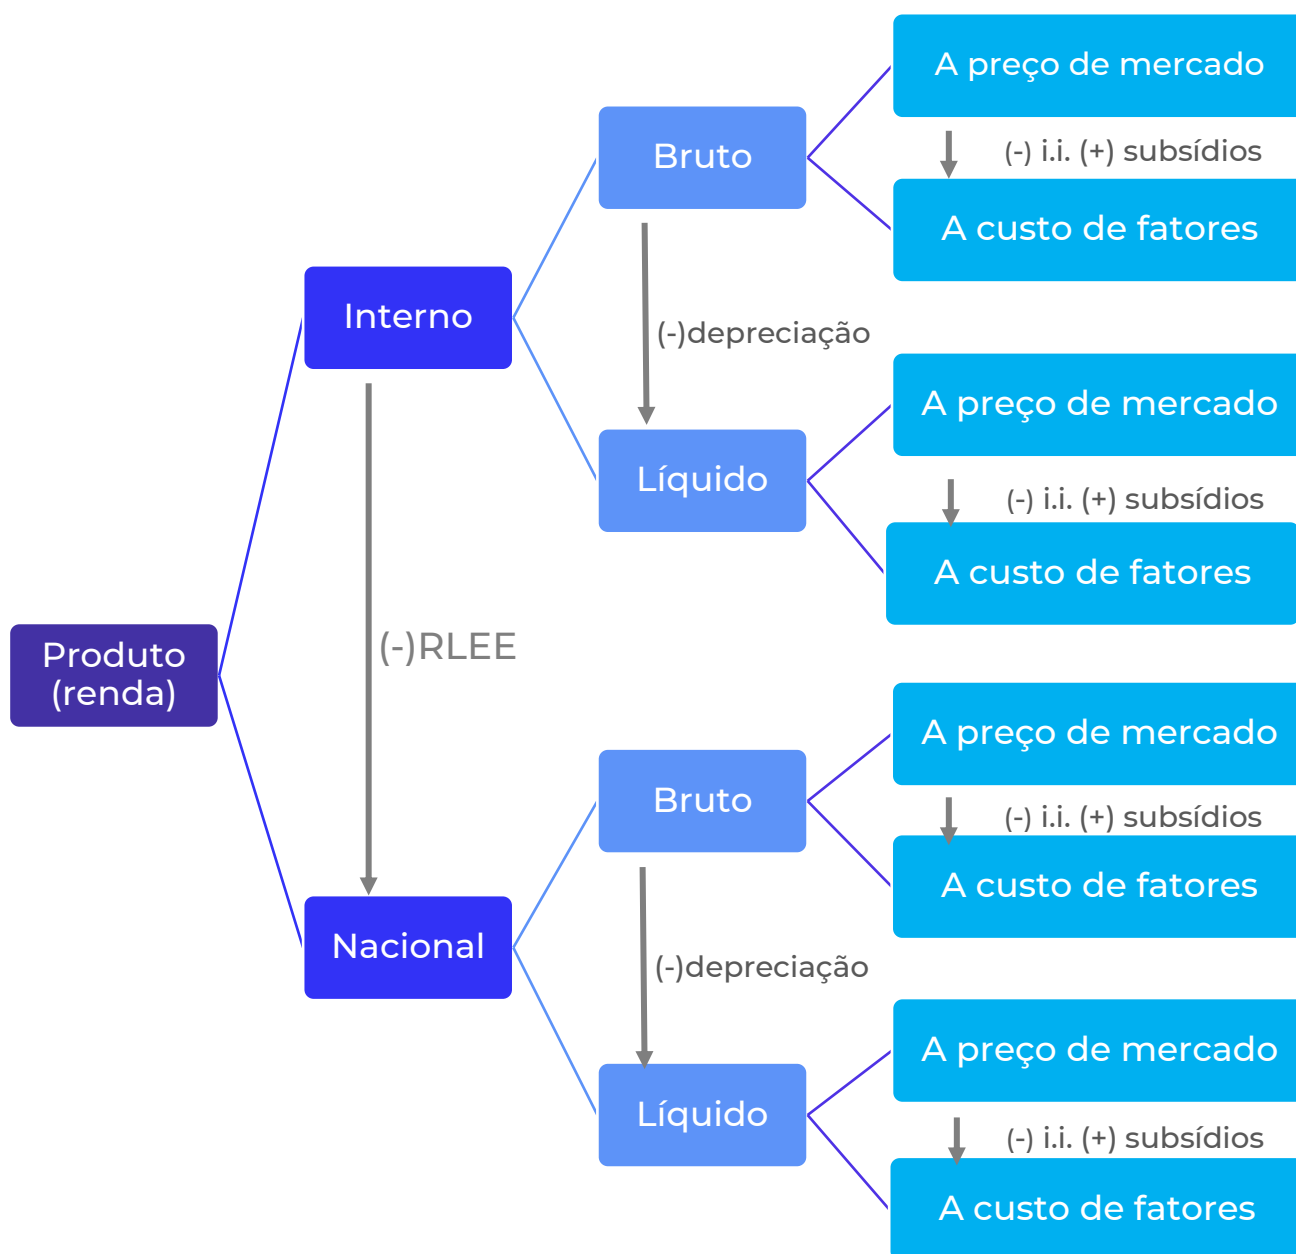 A preço de mercado
(-) i.i. (+) subsídios
Bruto
A custo de fatores
Interno
(-)depreciação
A preço de mercado
Líquido
(-) i.i. (+) subsídios
A custo de fatores
Produto
(renda)
(-)RLEE
A preço de mercado
Bruto
(-) i.i. (+) subsídios
A custo de fatores
Nacional
(-)depreciação
A preço de mercado
Líquido
(-) i.i. (+) subsídios
A custo de fatores